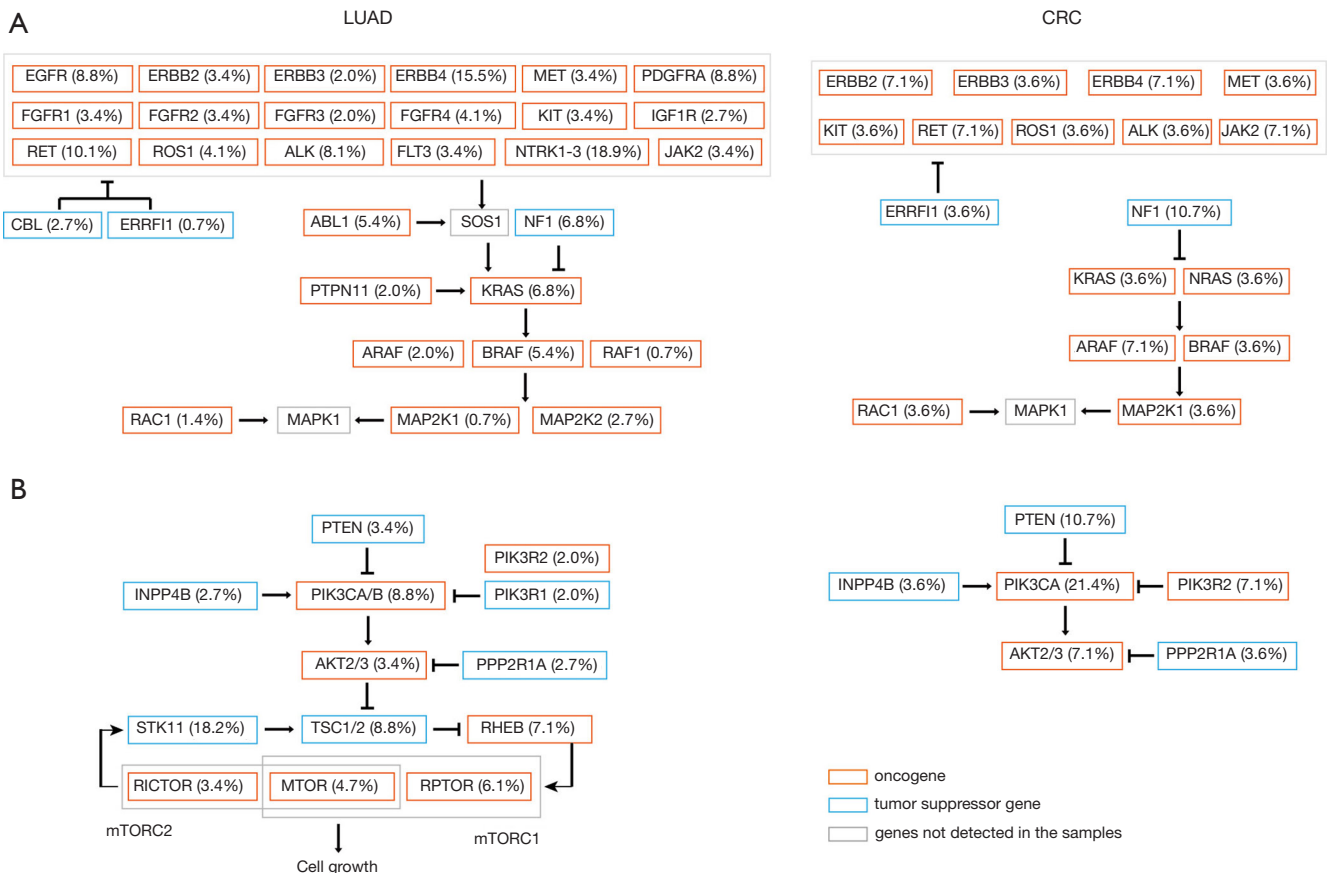 A
LUAD
CRC
EGFR (8.8%)
ERBB2 (3.4%)
ERBB3 (2.0%)
ERBB4 (15.5%)
MET (3.4%)
PDGFRA (8.8%)
FGFR1 (3.4%)
FGFR2 (3.4%)
FGFR3 (2.0%)
FGFR4 (4.1%)
KIT (3.4%)
IGF1R (2.7%)
RET (10.1%)
ROS1 (4.1%)
ALK (8.1%)
FLT3 (3.4%)
NTRK1-3 (18.9%)
JAK2 (3.4%)
CBL (2.7%)
ERRFI1 (0.7%)
ABL1 (5.4%)
SOS1
NF1 (6.8%)
PTPN11 (2.0%)
KRAS (6.8%)
ARAF (2.0%)
BRAF (5.4%)
RAF1 (0.7%)
RAC1 (1.4%)
MAPK1
MAP2K1 (0.7%)
MAP2K2 (2.7%)
ERBB2 (7.1%)
ERBB3 (3.6%)
ERBB4 (7.1%)
MET (3.6%)
KIT (3.6%)
RET (7.1%)
ROS1 (3.6%)
ALK (3.6%)
JAK2 (7.1%)
ERRFI1 (3.6%)
NF1 (10.7%)
KRAS (3.6%)
NRAS (3.6%)
ARAF (7.1%)
BRAF (3.6%)
RAC1 (3.6%)
MAPK1
MAP2K1 (3.6%)
B
PTEN (3.4%)
PIK3R2 (2.0%)
INPP4B (2.7%)
PIK3CA/B (8.8%)
PIK3R1 (2.0%)
AKT2/3 (3.4%)
PPP2R1A (2.7%)
STK11 (18.2%)
TSC1/2 (8.8%)
RHEB (7.1%)
RICTOR (3.4%)
MTOR (4.7%)
RPTOR (6.1%)
mTORC2
mTORC1
Cell growth
PTEN (10.7%)
INPP4B (3.6%)
PIK3CA (21.4%)
PIK3R2 (7.1%)
AKT2/3 (7.1%)
PPP2R1A (3.6%)
oncogene
tumor suppressor gene
genes not detected in the samples